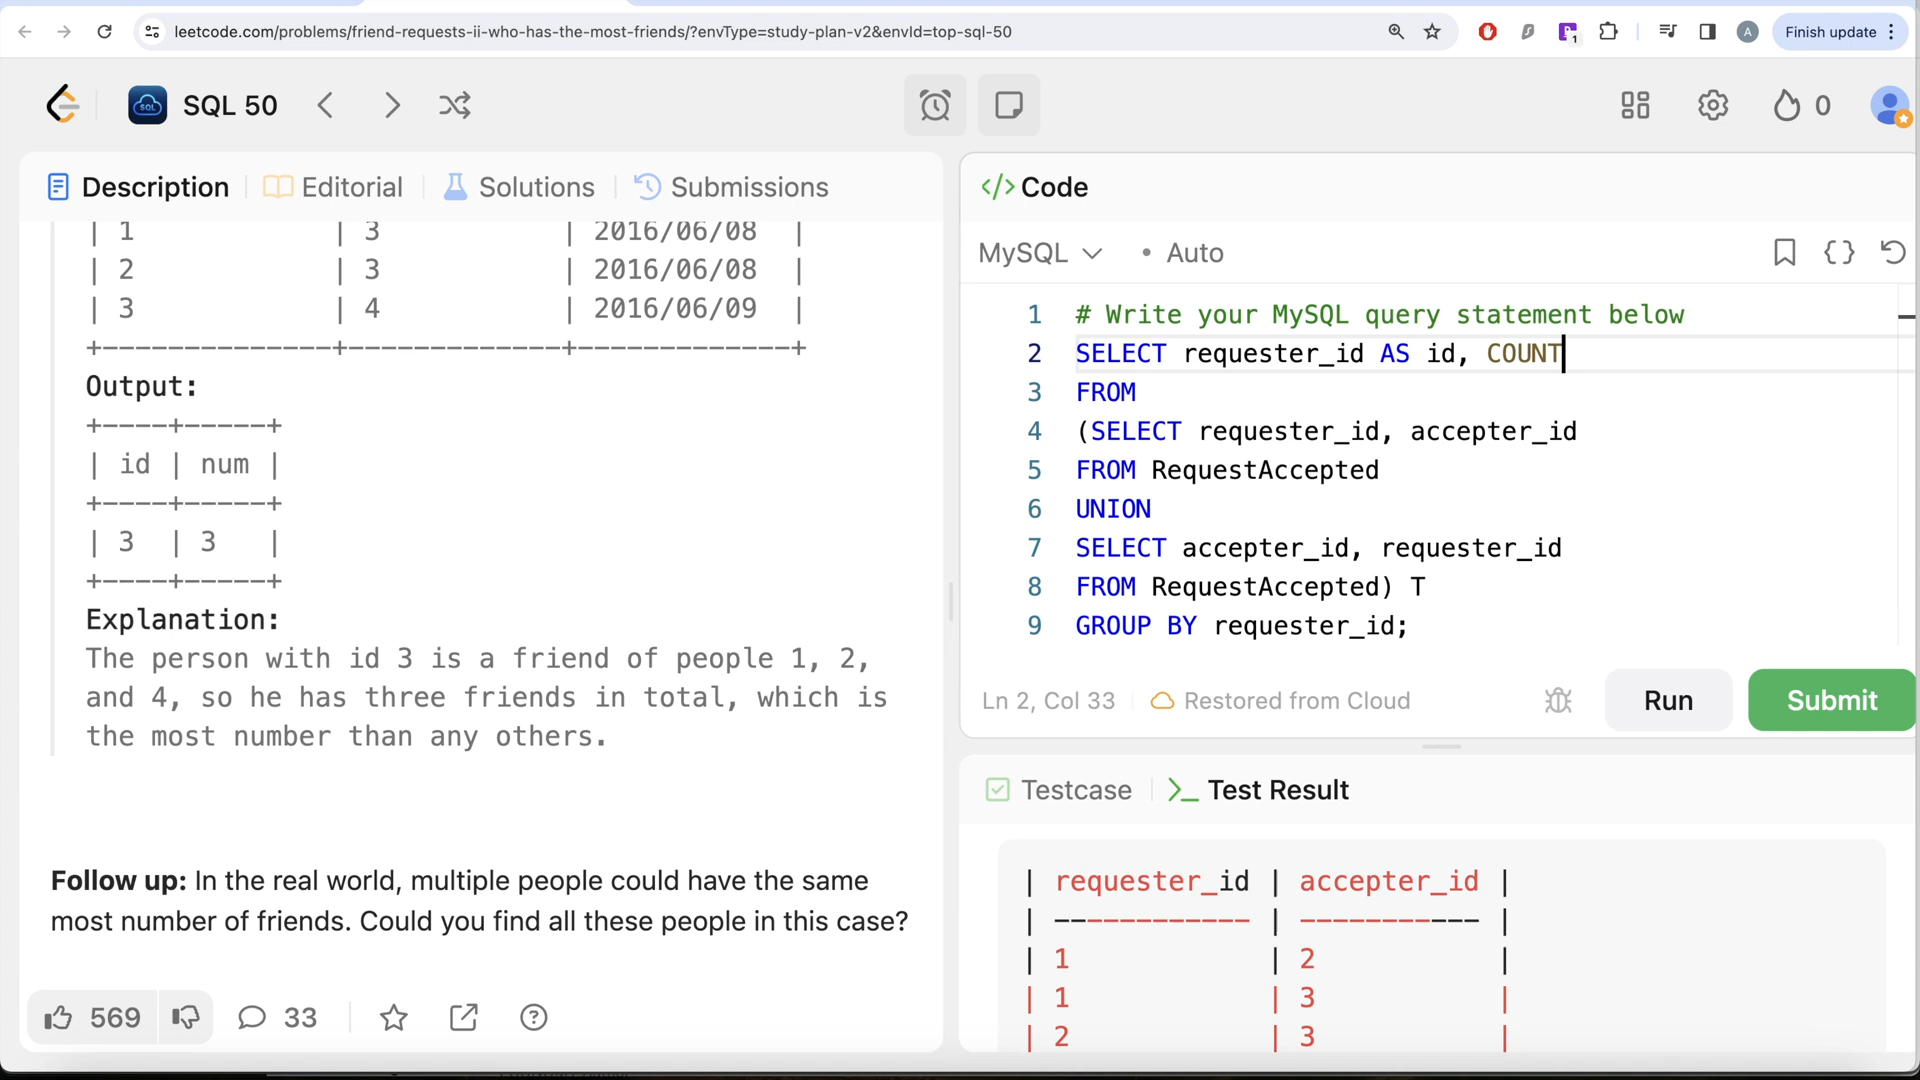 leetcode.com/problems/friend-requests-ii-who-has-the-most-friends/?envType=study-plan-v2&envId=top-sql-50
1
A
Finish update
SQL
SQL 50
0
Description
Editorial
Solutions
Submissions
| 1 | 3 | 2016/06/08 |
| 2 | 3 | 2016/06/08 |
| 3 | 4 | 2016/06/09 |
+--------------+-------------+-------------+
Output:
+----+-----+
| id | num |
+----+-----+
| 3 | 3 |
+----+-----+
Explanation:
The person with id 3 is a friend of people 1, 2,
and 4, so he has three friends in total, which is
the most number than any others.
Follow up: In the real world, multiple people could have the same
most number of friends. Could you find all these people in this case?
569
33
</> Code
MySQL
• Auto
{}
1 # Write your MySQL query statement below
2 SELECT requester_id AS id, COUNT
3 FROM
4 (SELECT requester_id, accepter_id
5 FROM RequestAccepted
6 UNION
7 SELECT accepter_id, requester_id
8 FROM RequestAccepted) T
9 GROUP BY requester_id;
Ln 2, Col 33
Restored from Cloud
Run
Submit
Testcase
>_ Test Result
| requester_id | accepter_id |
| ------------ | ----------- |
| 1 | 2 |
| 1 | 3 |
| 2 | 3 |